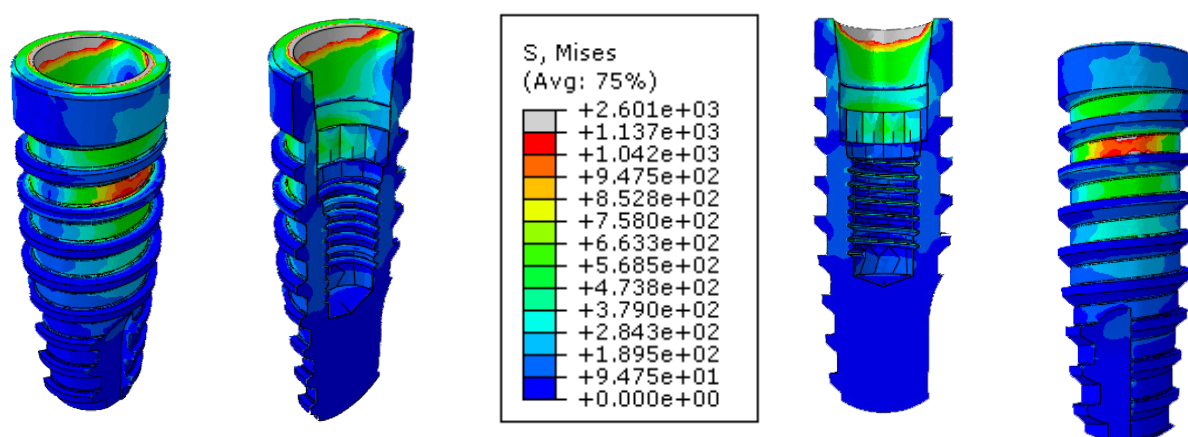 S, Mises
(Avg: 75%)
+2.601e+03
+1.137e+03
+1.042e+03
+9.475e+02
+8.528e+02
+7.580e+02
+6.633e+02
+5.685e+02
+4.738e+02
+3.790e+02
+2.843e+02
+1.895e+02
+9.475e+01
+0.000e+00